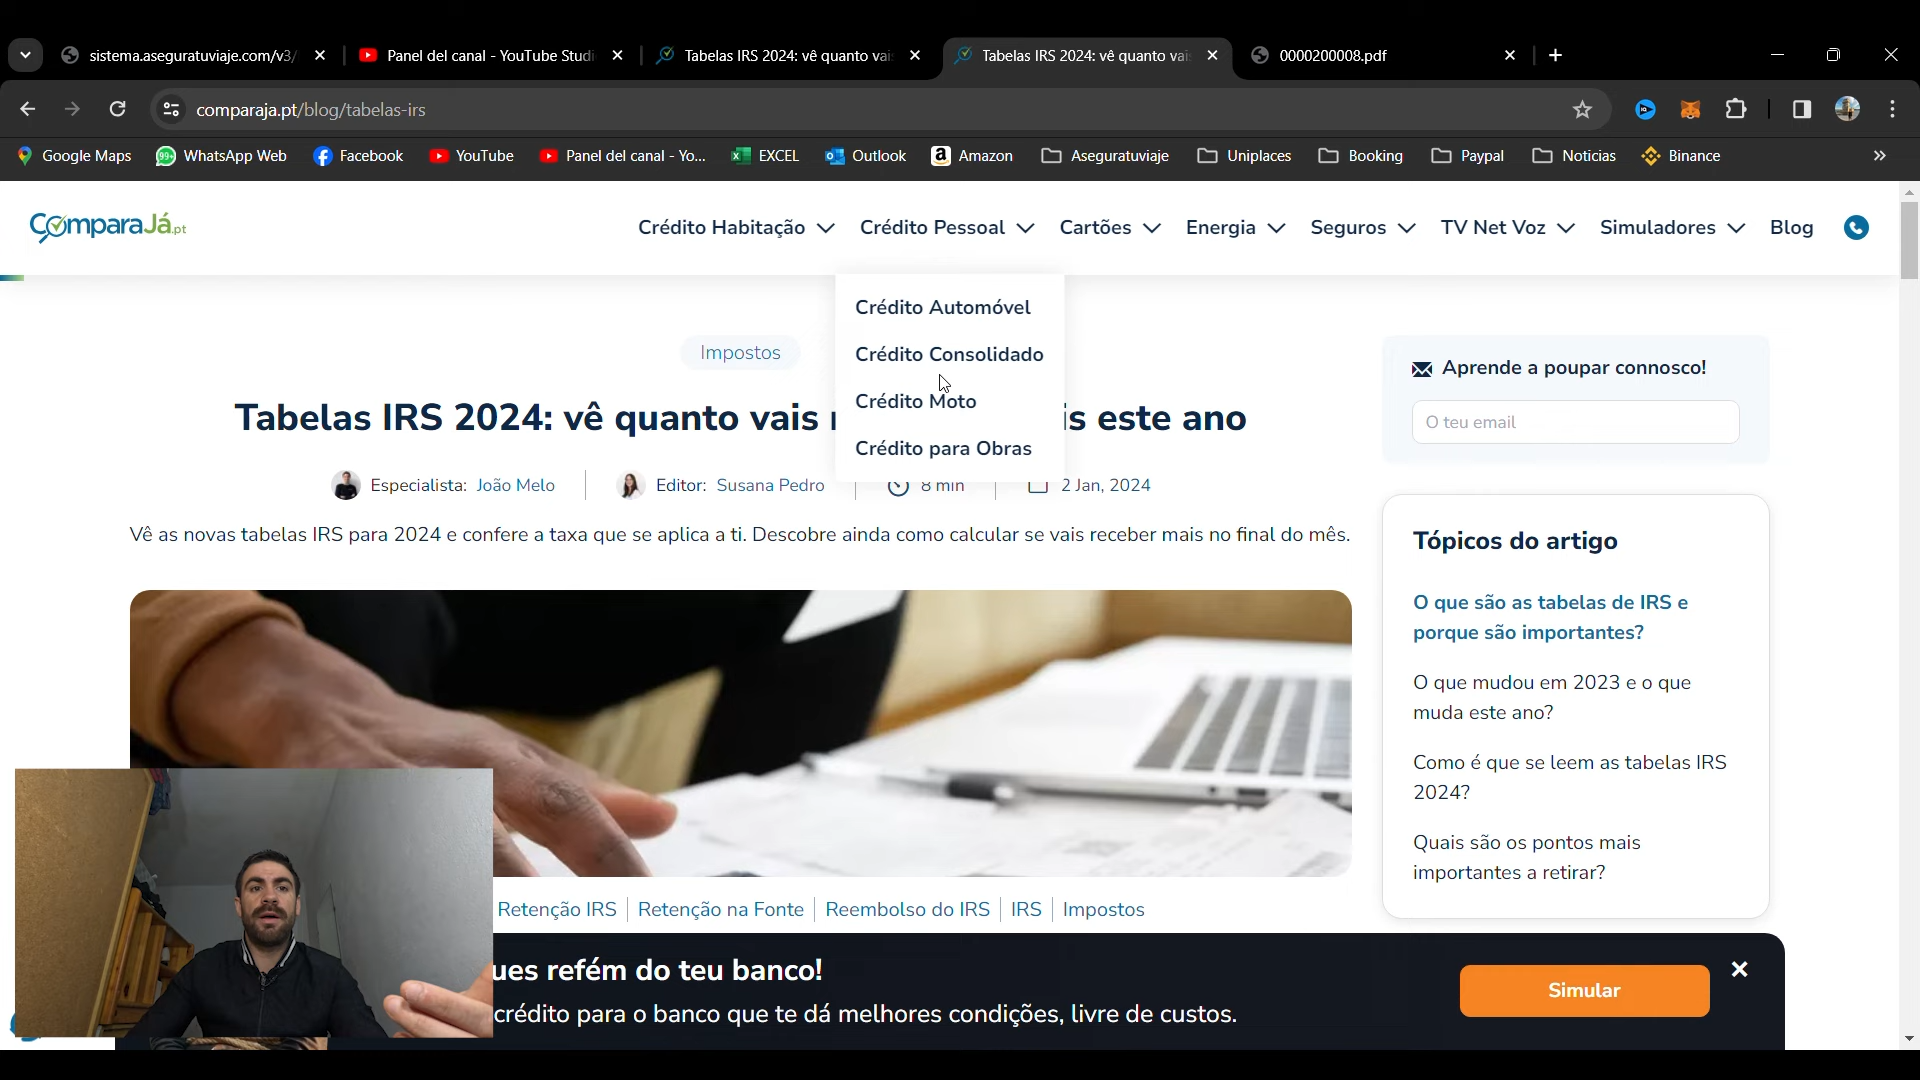 sistema.aseguratuviaje.com/v3/
Panel del canal - YouTube Studi
Tabelas IRS 2024: vê quanto vai
Tabelas IRS 2024: vê quanto vai
0000200008.pdf
comparaja.pt/blog/tabelas-irs
Google Maps
99+
WhatsApp Web
Facebook
YouTube
Panel del canal - Yo...
EXCEL
Outlook
Amazon
Aseguratuviaje
Uniplaces
Booking
Paypal
Noticias
Binance
ComparaJá.pt
Crédito Habitação
Crédito Pessoal
Cartões
Energia
Seguros
TV Net Voz
Simuladores
Blog
Crédito Automóvel
Crédito Consolidado
Crédito Moto
Crédito para Obras
Impostos
Tabelas IRS 2024: vê quanto vais
este ano
Especialista: João Melo
Editor: Susana Pedro
8 min
2 Jan, 2024
Vê as novas tabelas IRS para 2024 e confere a taxa que se aplica a ti. Descobre ainda como calcular se vais receber mais no final do mês.
Aprende a poupar connosco!
O teu email
Tópicos do artigo
O que são as tabelas de IRS e
porque são importantes?
O que mudou em 2023 e o que
muda este ano?
Como é que se leem as tabelas IRS
2024?
Quais são os pontos mais
importantes a retirar?
Retenção IRS
Retenção na Fonte
Reembolso do IRS
IRS
Impostos
refém do teu banco!
crédito para o banco que te dá melhores condições, livre de custos.
Simular